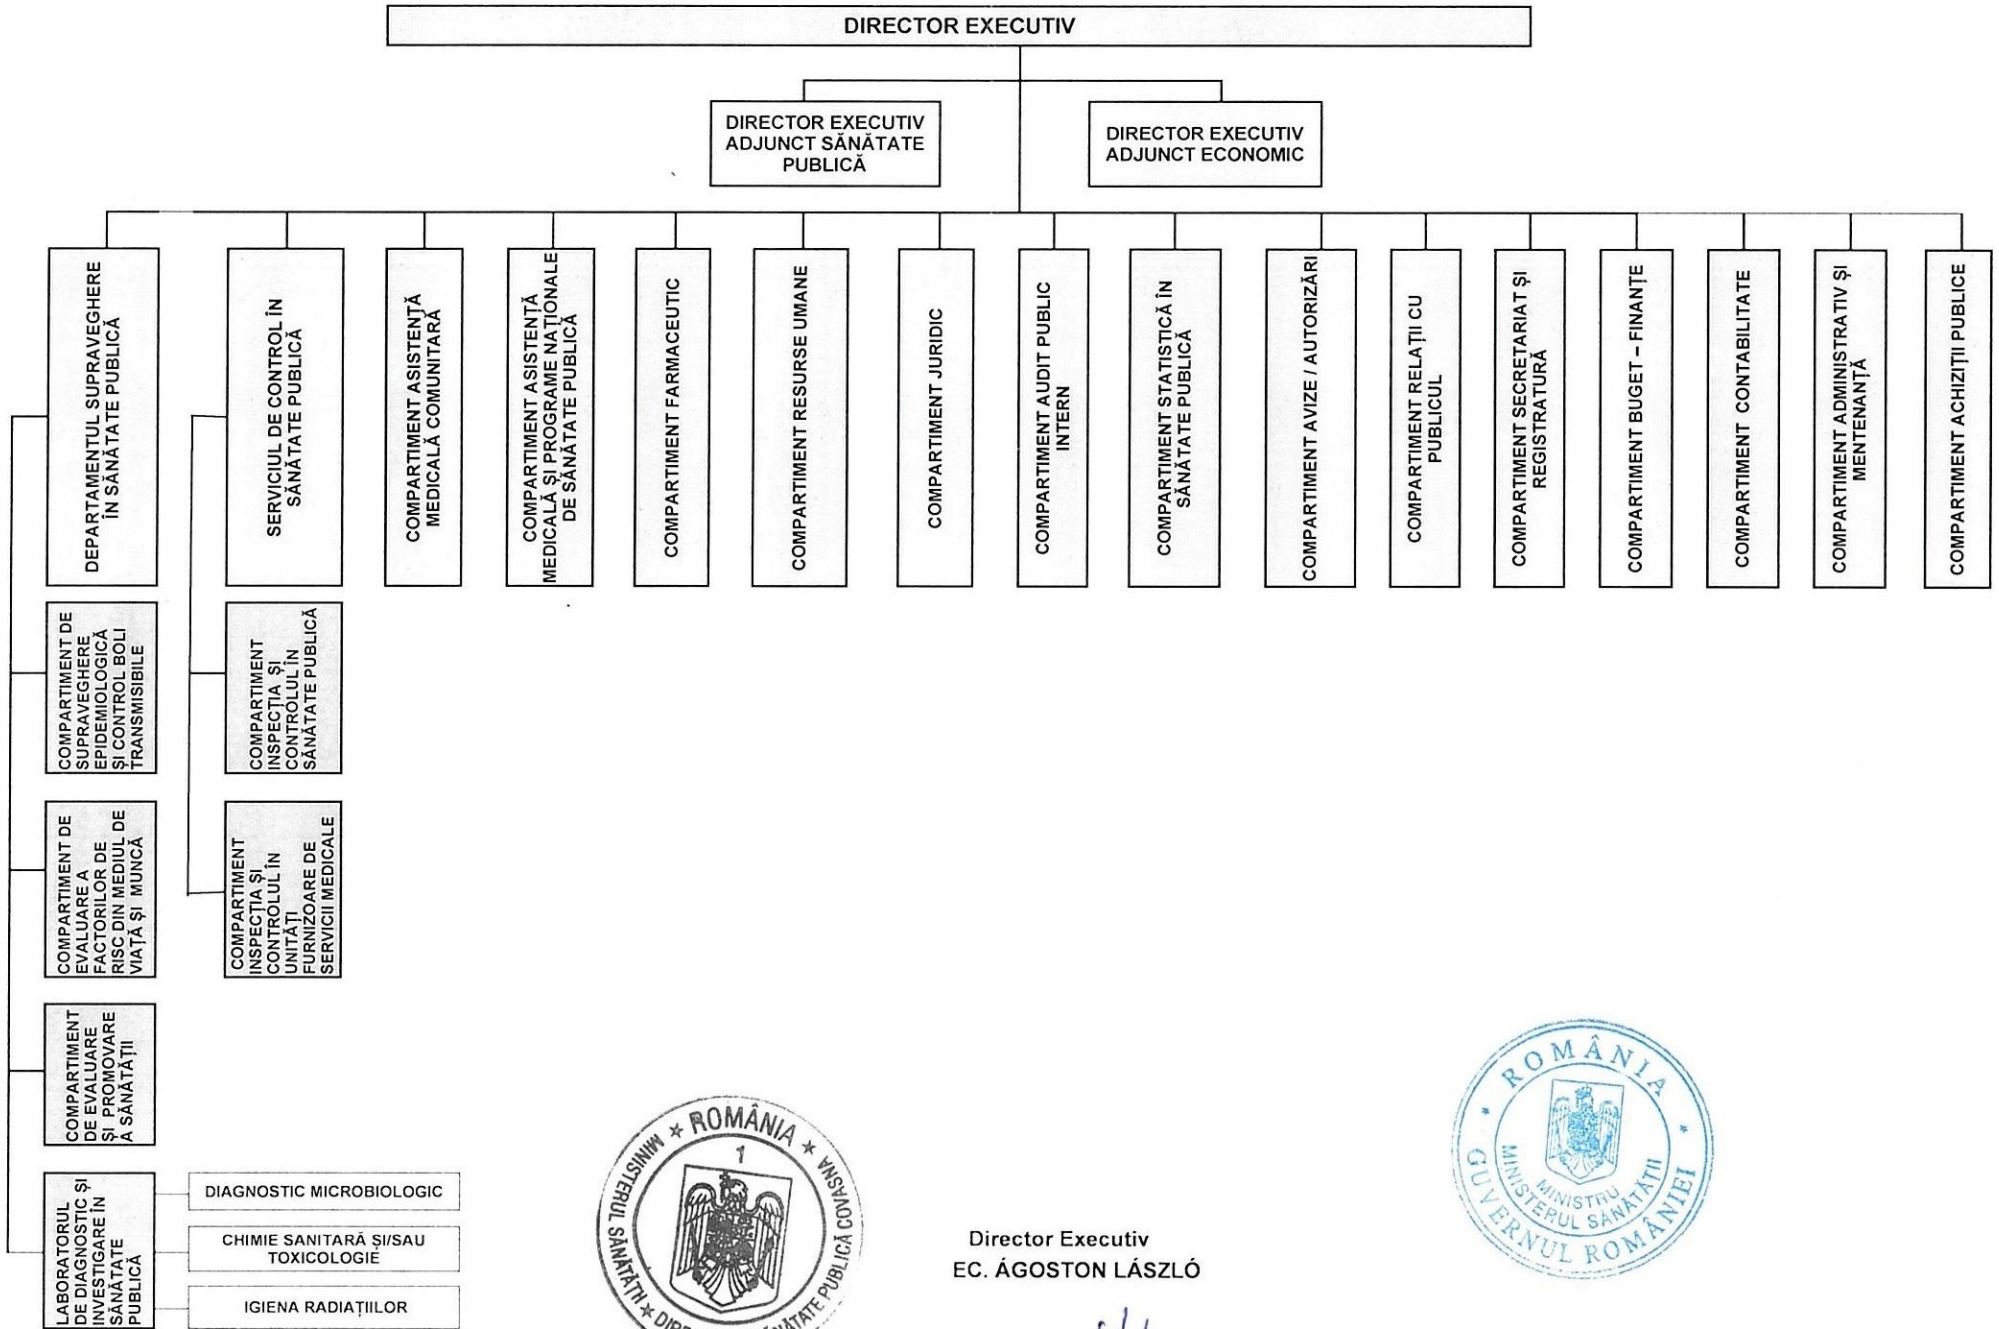 DIRECTOR EXECUTIV
DIRECTOR EXECUTIV
ADJUNCT SĂNĂTATE
PUBLICĂ
DIRECTOR EXECUTIV
ADJUNCT ECONOMIC
DEPARTAMENTUL SUPRAVEGHERE
ÎN SĂNĂTATE PUBLICĂ
SERVICIUL DE CONTROL ÎN
SĂNĂTATE PUBLICĂ
COMPARTIMENT ASISTENȚĂ
MEDICALĂ COMUNITARĂ
COMPARTIMENT ASISTENȚĂ
MEDICALĂ ȘI PROGRAME NAȚIONALE
DE SĂNĂTATE PUBLICĂ
COMPARTIMENT FARMACEUTIC
COMPARTIMENT RESURSE UMANE
COMPARTIMENT JURIDIC
COMPARTIMENT AUDIT PUBLIC
INTERN
COMPARTIMENT STATISTICĂ ÎN
SĂNĂTATE PUBLICĂ
COMPARTIMENT AVIZE / AUTORIZĂRI
COMPARTIMENT RELAȚII CU
PUBLICUL
COMPARTIMENT SECRETARIAT ȘI
REGISTRATURĂ
COMPARTIMENT BUGET – FINANȚE
COMPARTIMENT CONTABILITATE
COMPARTIMENT ADMINISTRATIV ȘI
MENTENANȚĂ
COMPARTIMENT ACHIZIȚII PUBLICE
COMPARTIMENT DE
SUPRAVEGHERE
EPIDEMIOLOGICĂ
ȘI CONTROL BOLI
TRANSMISIBILE
COMPARTIMENT
INSPECȚIA ȘI
CONTROLUL ÎN
SĂNĂTATE PUBLICĂ
COMPARTIMENT DE
EVALUARE A
FACTORILOR DE
RISC DIN MEDIUL DE
VIAȚĂ ȘI MUNCĂ
COMPARTIMENT
INSPECȚIA ȘI
CONTROLUL ÎN
UNITĂȚI
FURNIZOARE DE
SERVICII MEDICALE
COMPARTIMENT
DE EVALUARE
ȘI PROMOVARE
A SĂNĂTĂȚII
LABORATORUL
DE DIAGNOSTIC ȘI
INVESTIGARE ÎN
SĂNĂTATE
PUBLICĂ
DIAGNOSTIC MICROBIOLOGIC
CHIMIE SANITARĂ ȘI/SAU
TOXICOLOGIE
IGIENA RADIAȚIILOR
ROMÂNIA
1
MINISTERUL SĂNĂTĂȚII
PUBLICĂ COVASNA
Director Executiv
EC. ÁGOSTON LÁSZLÓ
ROMÂNIA
GUVERNUL ROMÂNIEI
MINISTERUL SĂNĂTĂȚII
MINISTRU